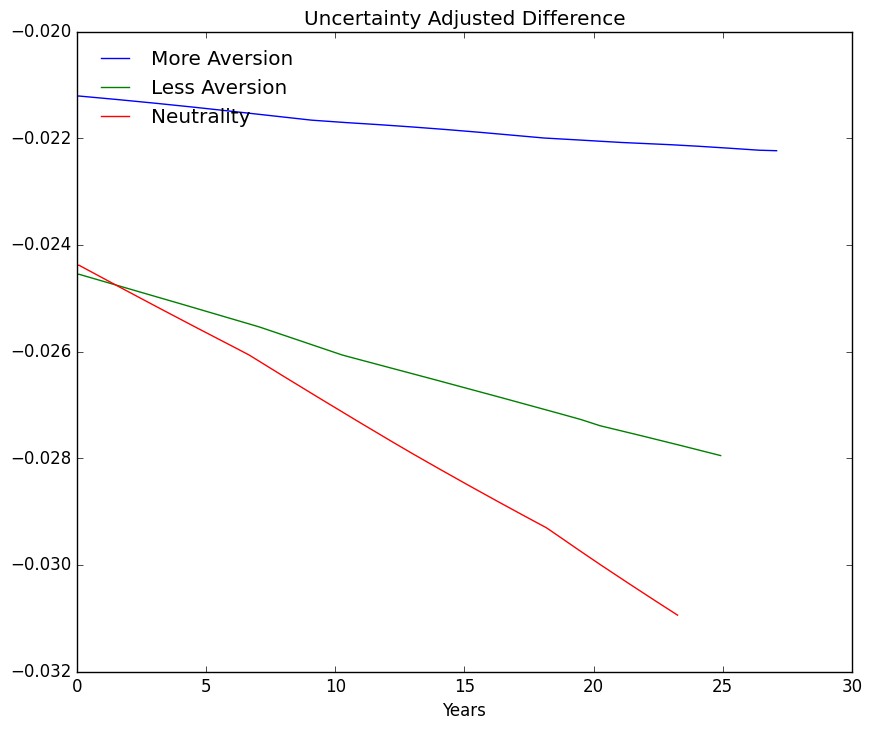 Uncertainty Adjusted Difference
−0.020
More Aversion
Less Aversion
Neutrality
−0.022
−0.024
−0.026
−0.028
−0.030
−0.032
0 5 10 15 20 25 30
Years